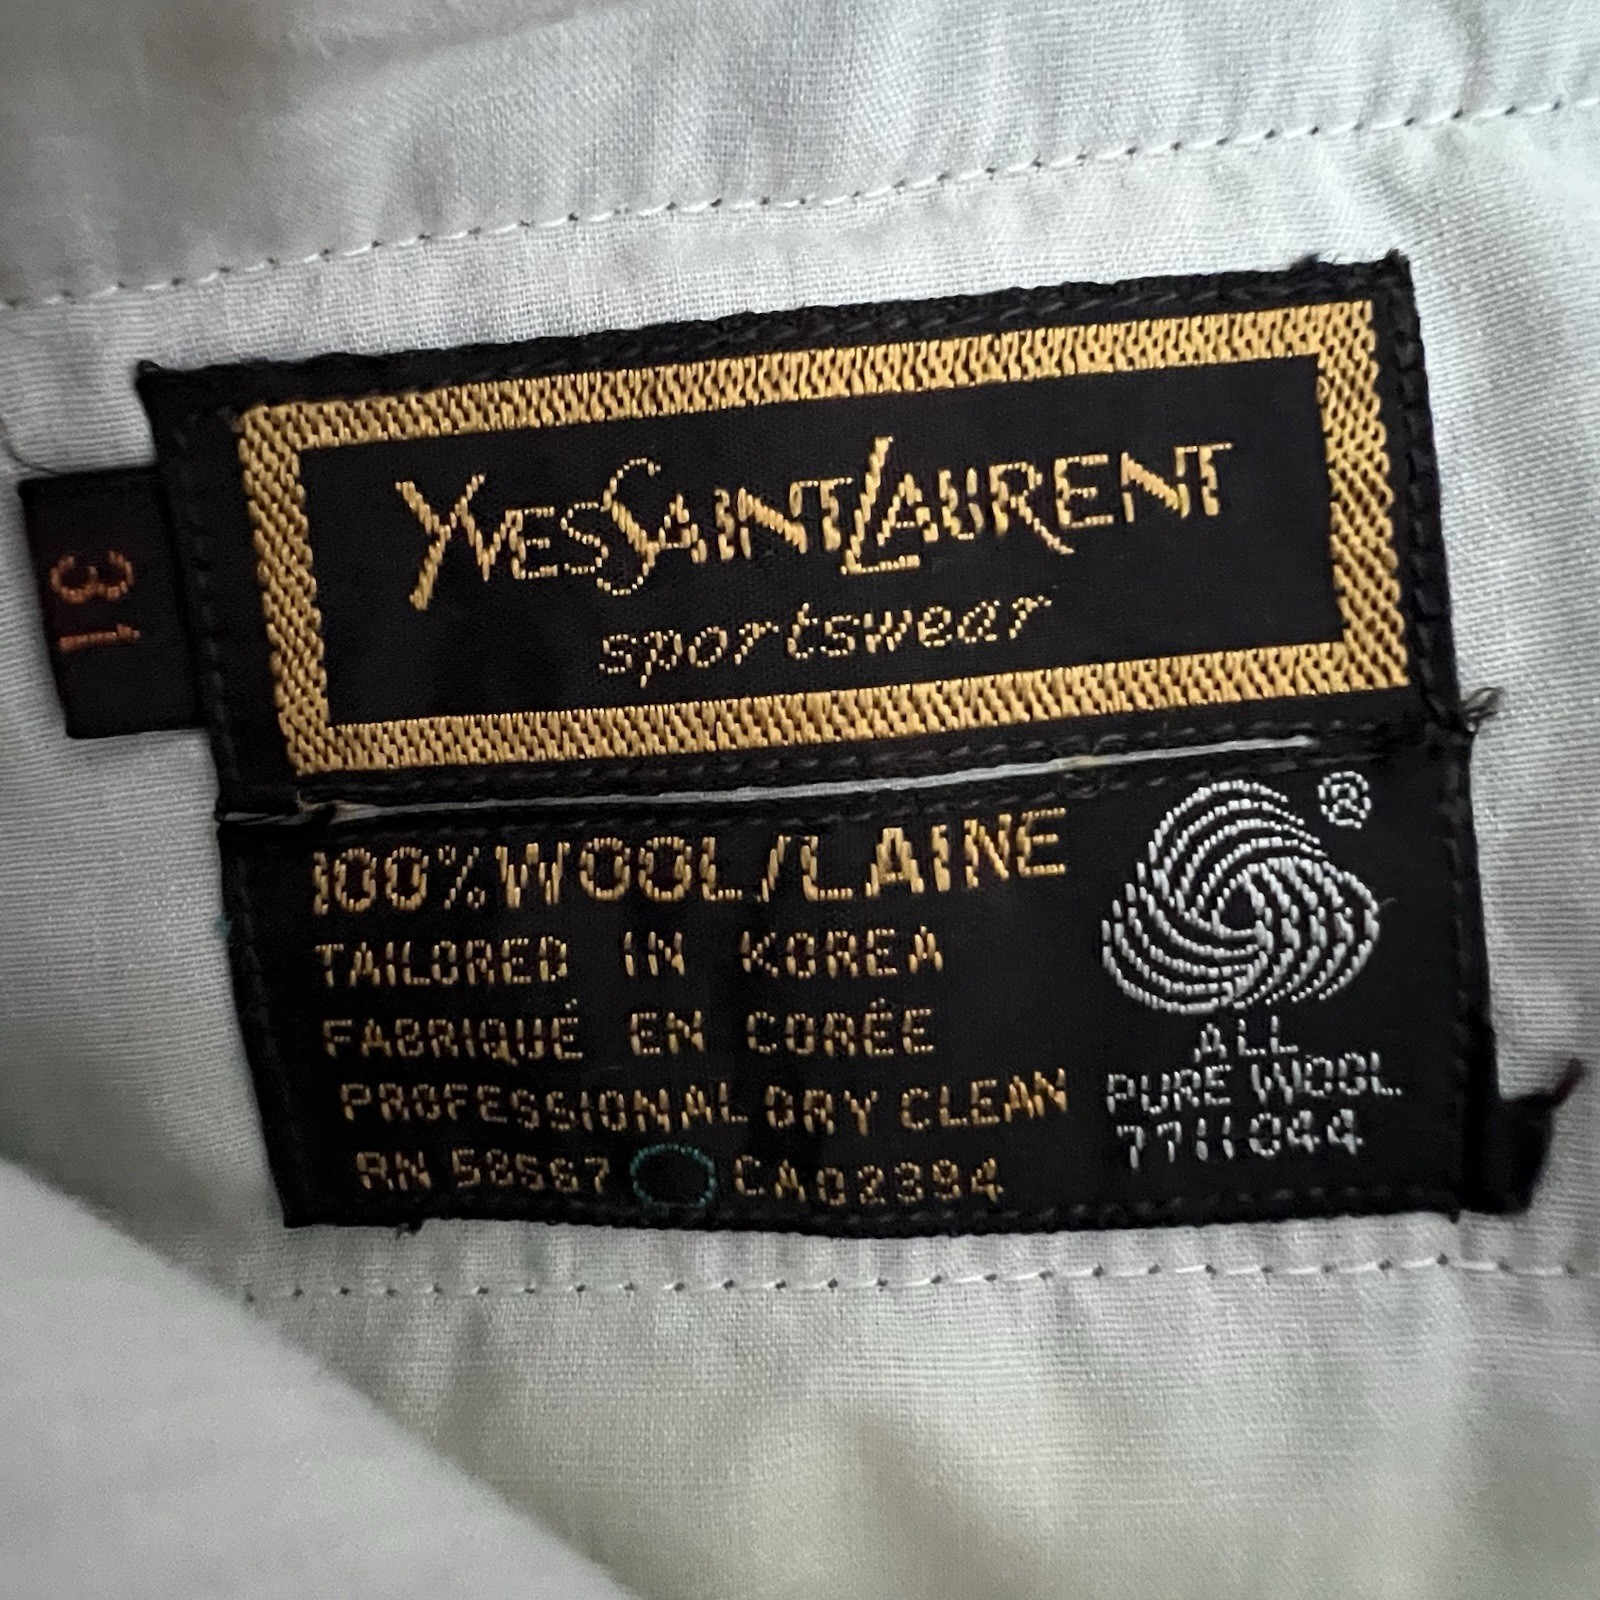 YVESSAINTLAURENT
sportswear
31
100% WOOL/LAINE
TAILORED IN KOREA
FABRIQUÉ EN CORÉE
PROFESSIONAL DRY CLEAN
RN 58567 CA02394
®
ALL
PURE WOOL
7711044